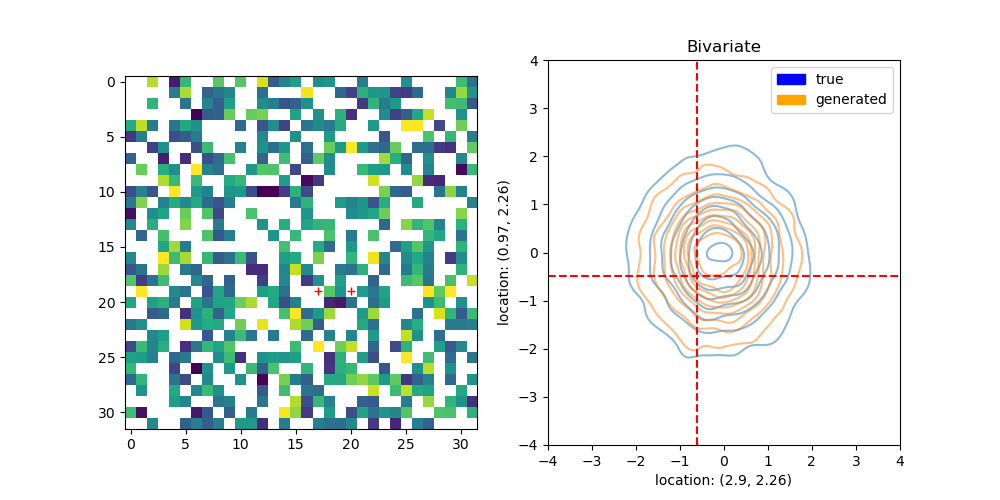 Bivariate
0
5
10
15
20
25
30
0 5 10 15 20 25 30
location: (0.97, 2.26)
4
3
2
1
0
−1
−2
−3
−4
true
generated
−4 −3 −2 −1 0 1 2 3 4
location: (2.9, 2.26)